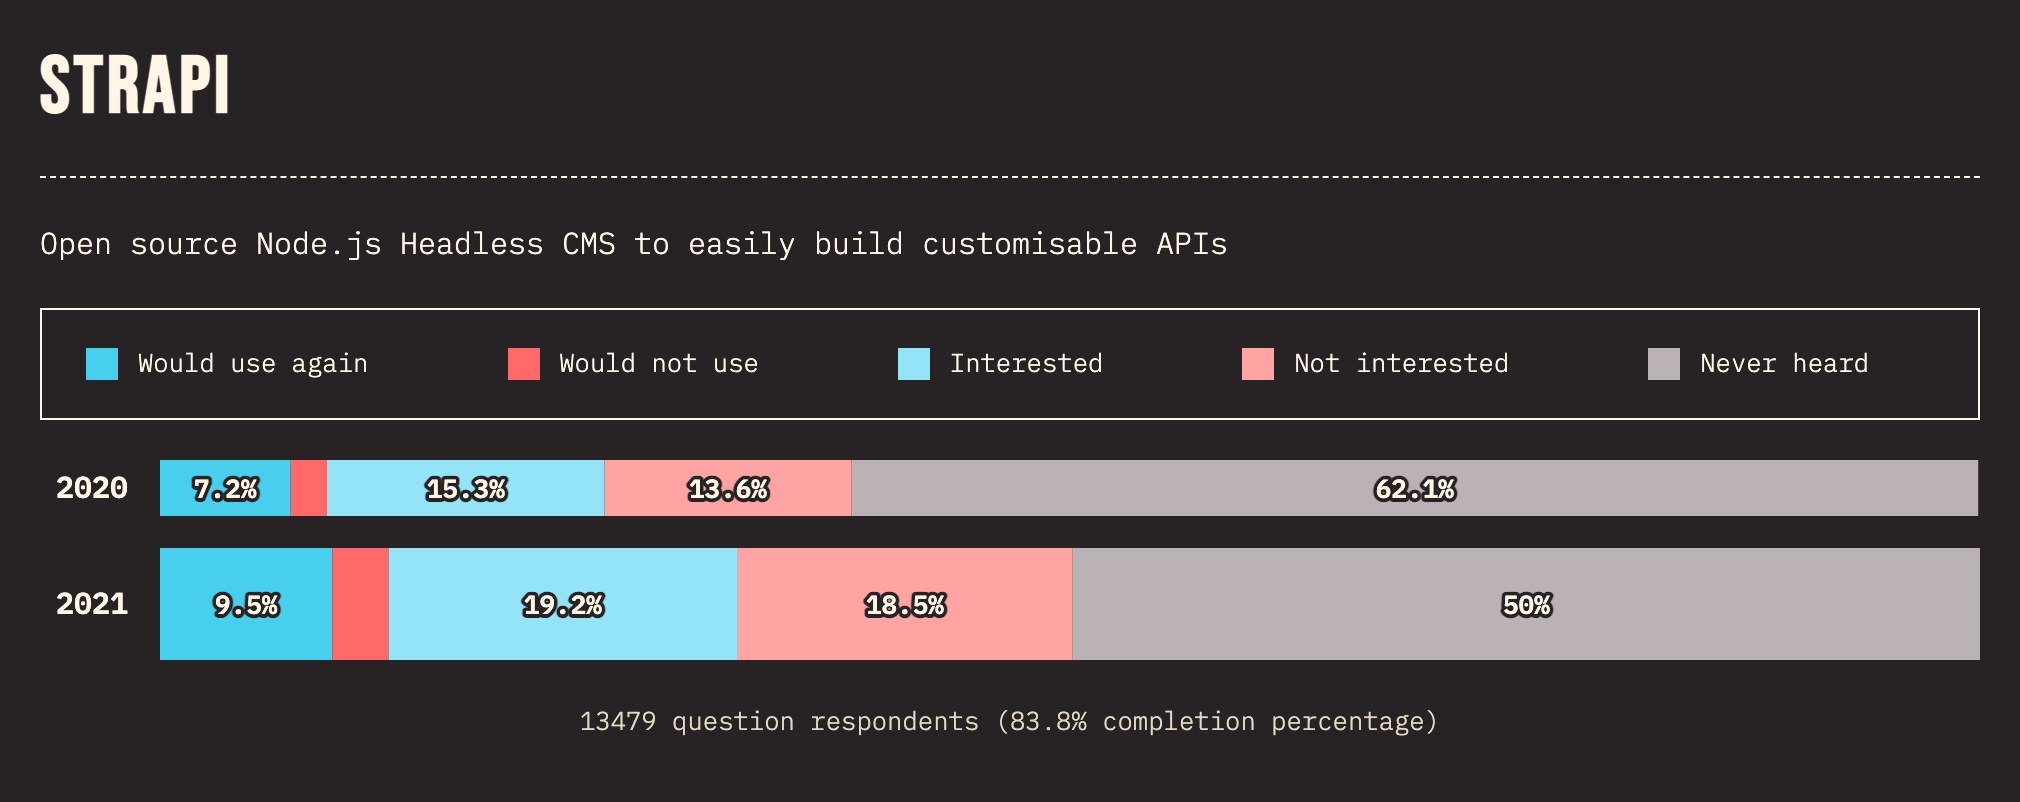 STRAPI
Open source Node.js Headless CMS to easily build customisable APIs
Would use again Would not use Interested Not interested Never heard
2020 7.2% 15.3% 13.6% 62.1%
2021 9.5% 19.2% 18.5% 50%
13479 question respondents (83.8% completion percentage)